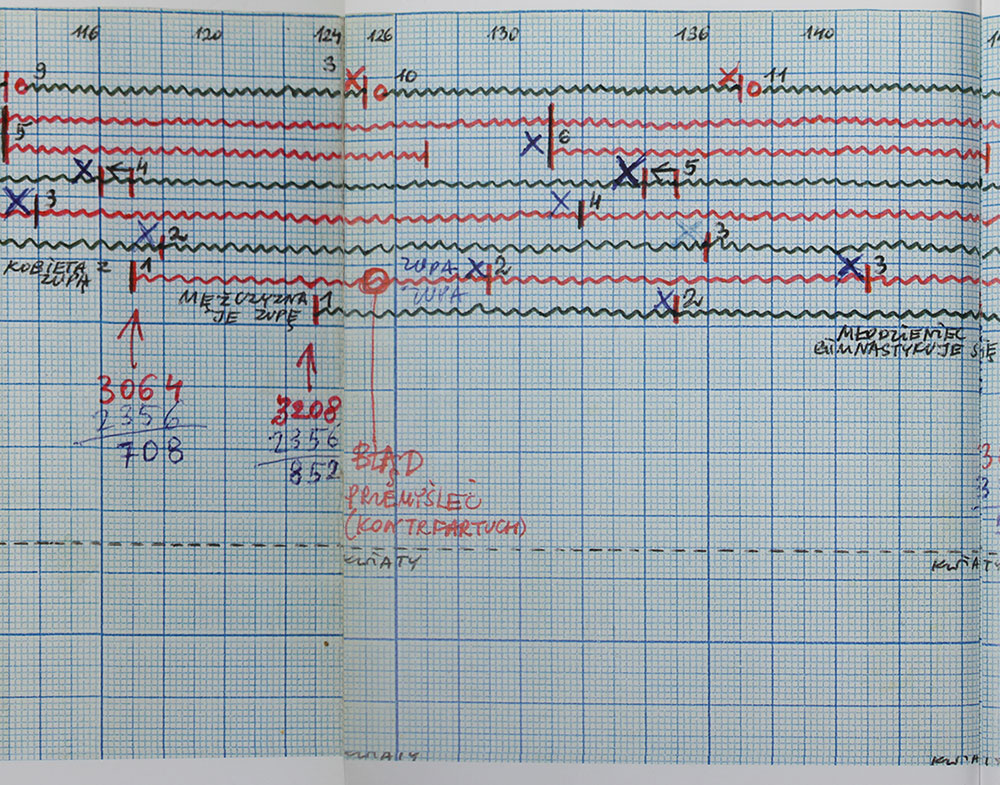 116 120 124 126 130 136 140
3
9 10 11
5 6
4 5
3 4
2 3
KOBIETA Z
ZUPĄ
1 ZUPA 2 3
ZUPA
MĘŻCZYZNA
JE ZUPĘ
1 2
MŁODZIENIEC
GIMNASTYKUJE SIĘ
3064
2356
708
3208
2356
852
BŁĄD
PRZEMYŚLEĆ
(KONTRFARTUCH)
KWIATY KWIATY
KWIATY KWIATY